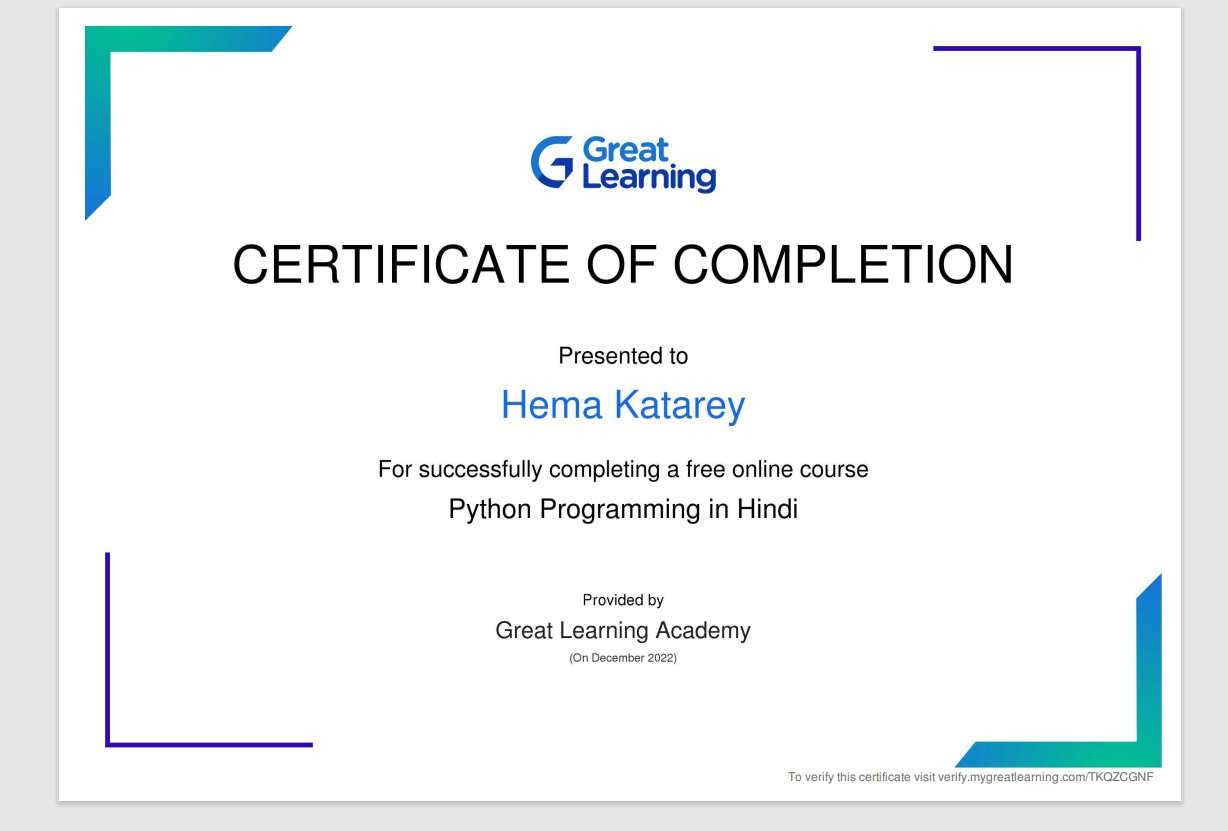 Great
Learning
CERTIFICATE OF COMPLETION
Presented to
Hema Katarey
For successfully completing a free online course
Python Programming in Hindi
Provided by
Great Learning Academy
(On December 2022)
To verify this certificate visit verify.mygreatlearning.com/TKQZCGNF